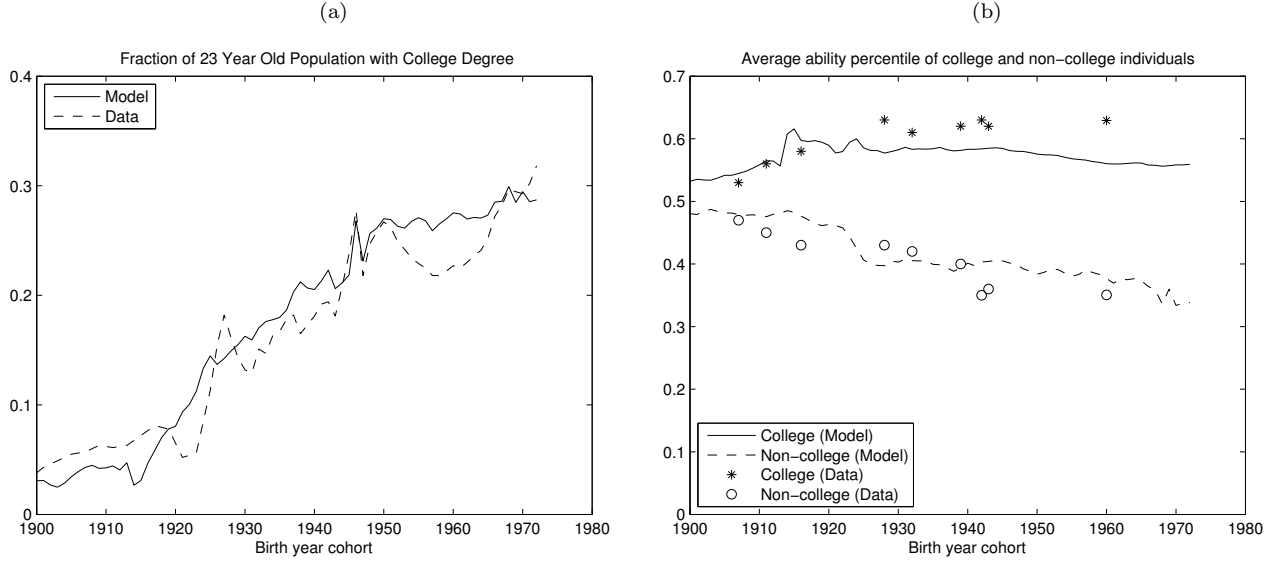 (a)
Fraction of 23 Year Old Population with College Degree
0.4
0.3
0.2
0.1
0
Model
Data
1900 1910 1920 1930 1940 1950 1960 1970 1980
Birth year cohort
(b)
Average ability percentile of college and non−college individuals
0.7
0.6
0.5
0.4
0.3
0.2
0.1
0
College (Model)
Non−college (Model)
College (Data)
Non−college (Data)
1900 1910 1920 1930 1940 1950 1960 1970 1980
Birth year cohort